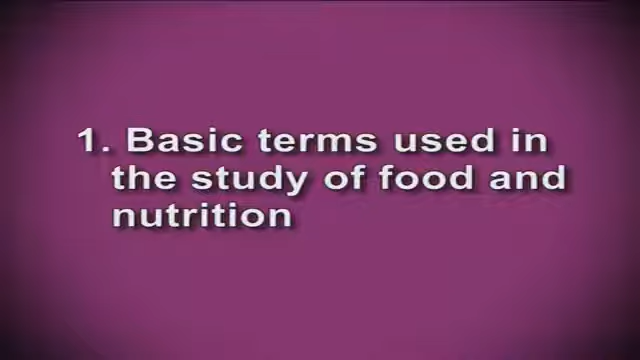 1. Basic terms used in
the study of food and
nutrition